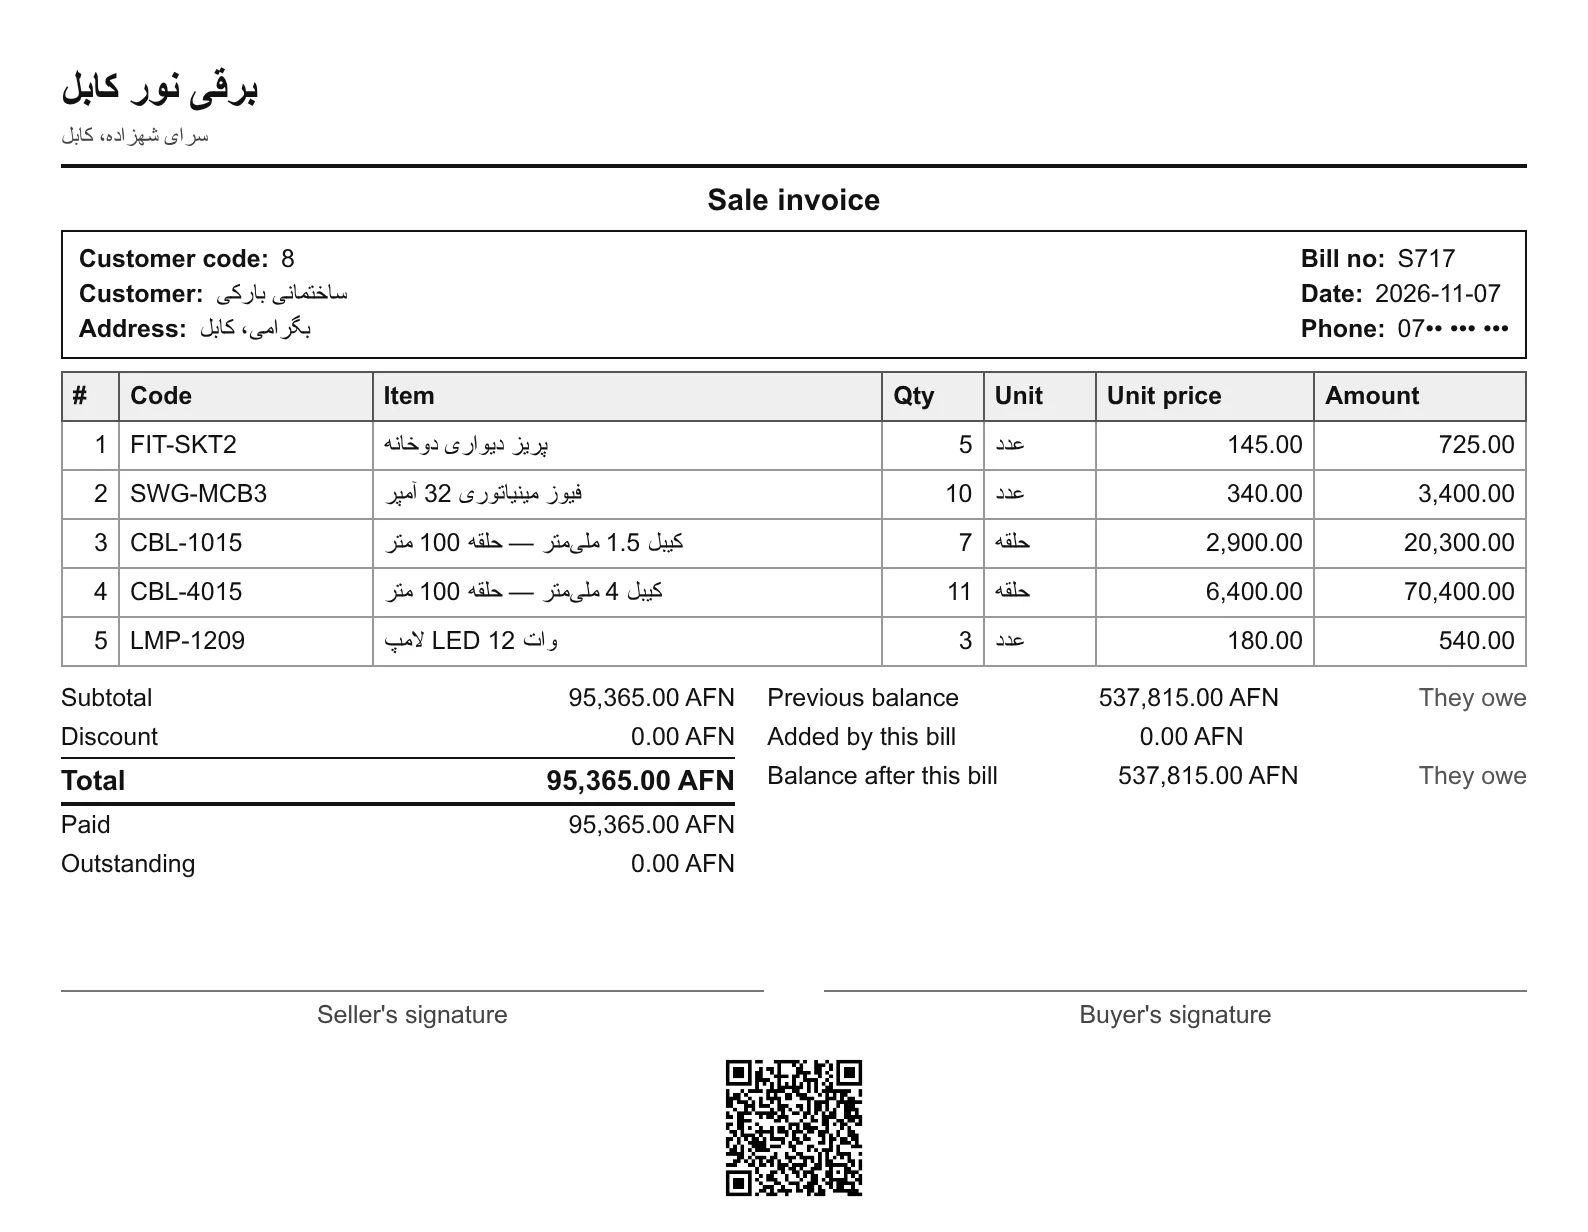 برقی نور کابل
سرای شهزاده، کابل
Sale invoice
Customer code: 8
Customer: ساختمانی بارکی
Address: بگرامی، کابل
Bill no: S717
Date: 2026-11-07
Phone: 07•• ••• •••
# Code Item Qty Unit Unit price Amount
1 FIT-SKT2 پریز دیواری دوخانه 5 عدد 145.00 725.00
2 SWG-MCB3 فیوز مینیاتوری 32 آمپر 10 عدد 340.00 3,400.00
3 CBL-1015 کیبل 1.5 ملی‌متر — حلقه 100 متر 7 حلقه 2,900.00 20,300.00
4 CBL-4015 کیبل 4 ملی‌متر — حلقه 100 متر 11 حلقه 6,400.00 70,400.00
5 LMP-1209 لامپ LED 12 وات 3 عدد 180.00 540.00
Subtotal 95,365.00 AFN
Discount 0.00 AFN
Total 95,365.00 AFN
Paid 95,365.00 AFN
Outstanding 0.00 AFN
Previous balance 537,815.00 AFN They owe
Added by this bill 0.00 AFN
Balance after this bill 537,815.00 AFN They owe
Seller's signature
Buyer's signature